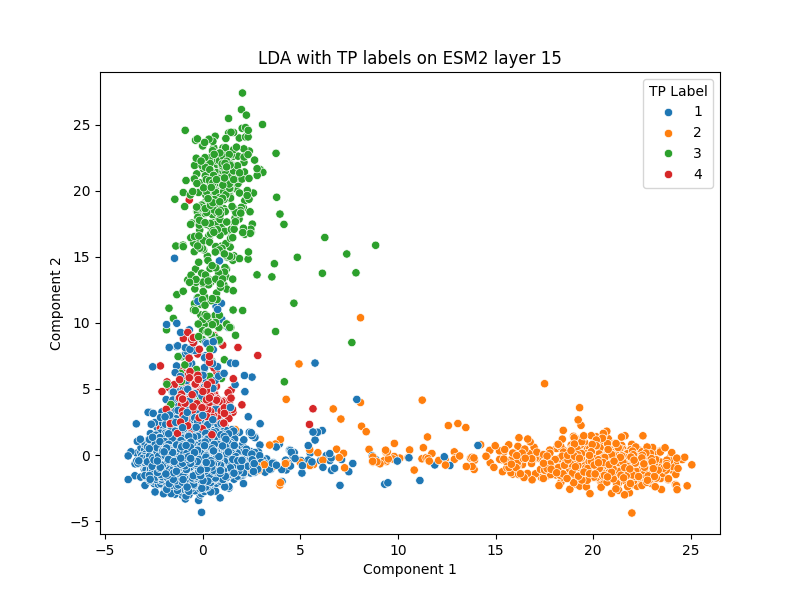 LDA with TP labels on ESM2 layer 15
TP Label
1
2
3
4
Component 2
25
20
15
10
5
0
−5
−5 0 5 10 15 20 25
Component 1